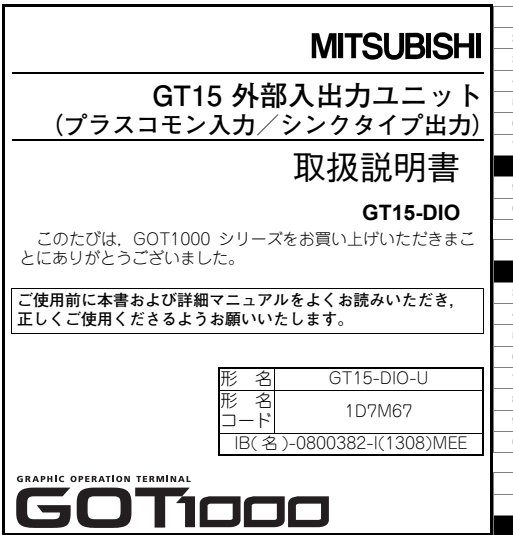 MITSUBISHI
GT15 外部入出力ユニット
(プラスコモン入力／シンクタイプ出力)
取扱説明書
GT15-DIO
このたびは，GOT1000 シリーズをお買い上げいただきまこ
とにありがとうございました。
ご使用前に本書および詳細マニュアルをよくお読みいただき，
正しくご使用くださるようお願いいたします。
形 名 GT15-DIO-U
形 名
コード 1D7M67
IB(名)-0800382-I(1308)MEE
GRAPHIC OPERATION TERMINAL
GOT1000